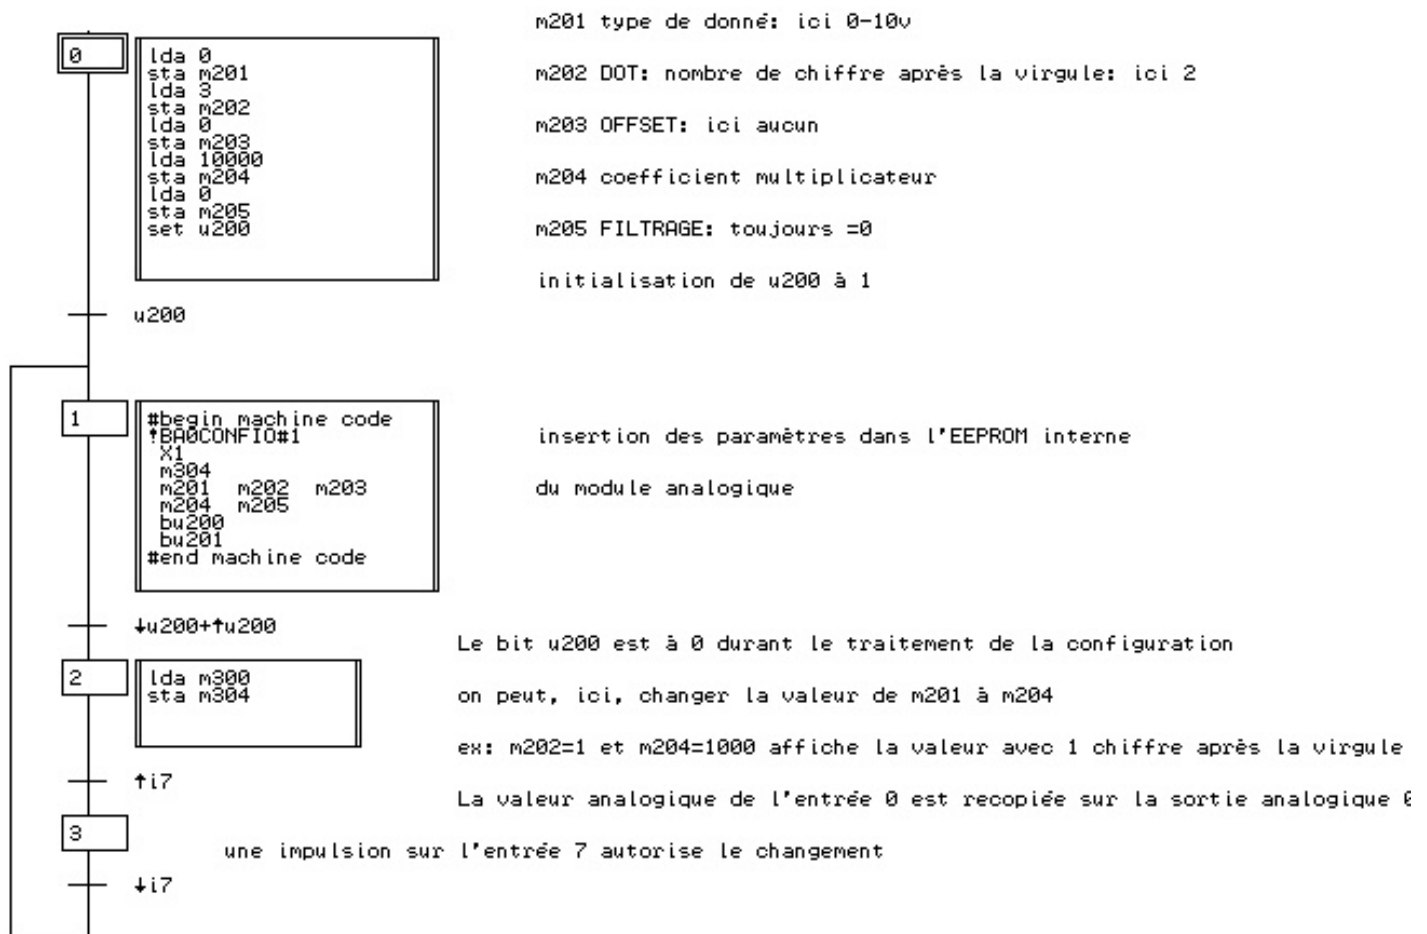 m201 type de donné: ici 0-10v
0
lda 0
sta m201
lda 3
sta m202
lda 0
sta m203
lda 10000
sta m204
lda 0
sta m205
set u200
m202 DOT: nombre de chiffre après la virgule: ici 2
m203 OFFSET: ici aucun
m204 coefficient multiplicateur
m205 FILTRAGE: toujours =0
initialisation de u200 à 1
u200
1
#begin machine code
↑BA0CONFIO#1
X1
m304
m201 m202 m203
m204 m205
bu200
bu201
#end machine code
insertion des paramètres dans l'EEPROM interne
du module analogique
↓u200+↑u200
Le bit u200 est à 0 durant le traitement de la configuration
2
lda m300
sta m304
on peut, ici, changer la valeur de m201 à m204
ex: m202=1 et m204=1000 affiche la valeur avec 1 chiffre après la virgule
↑i7
La valeur analogique de l'entrée 0 est recopiée sur la sortie analogique 0
3
une impulsion sur l'entrée 7 autorise le changement
↓i7